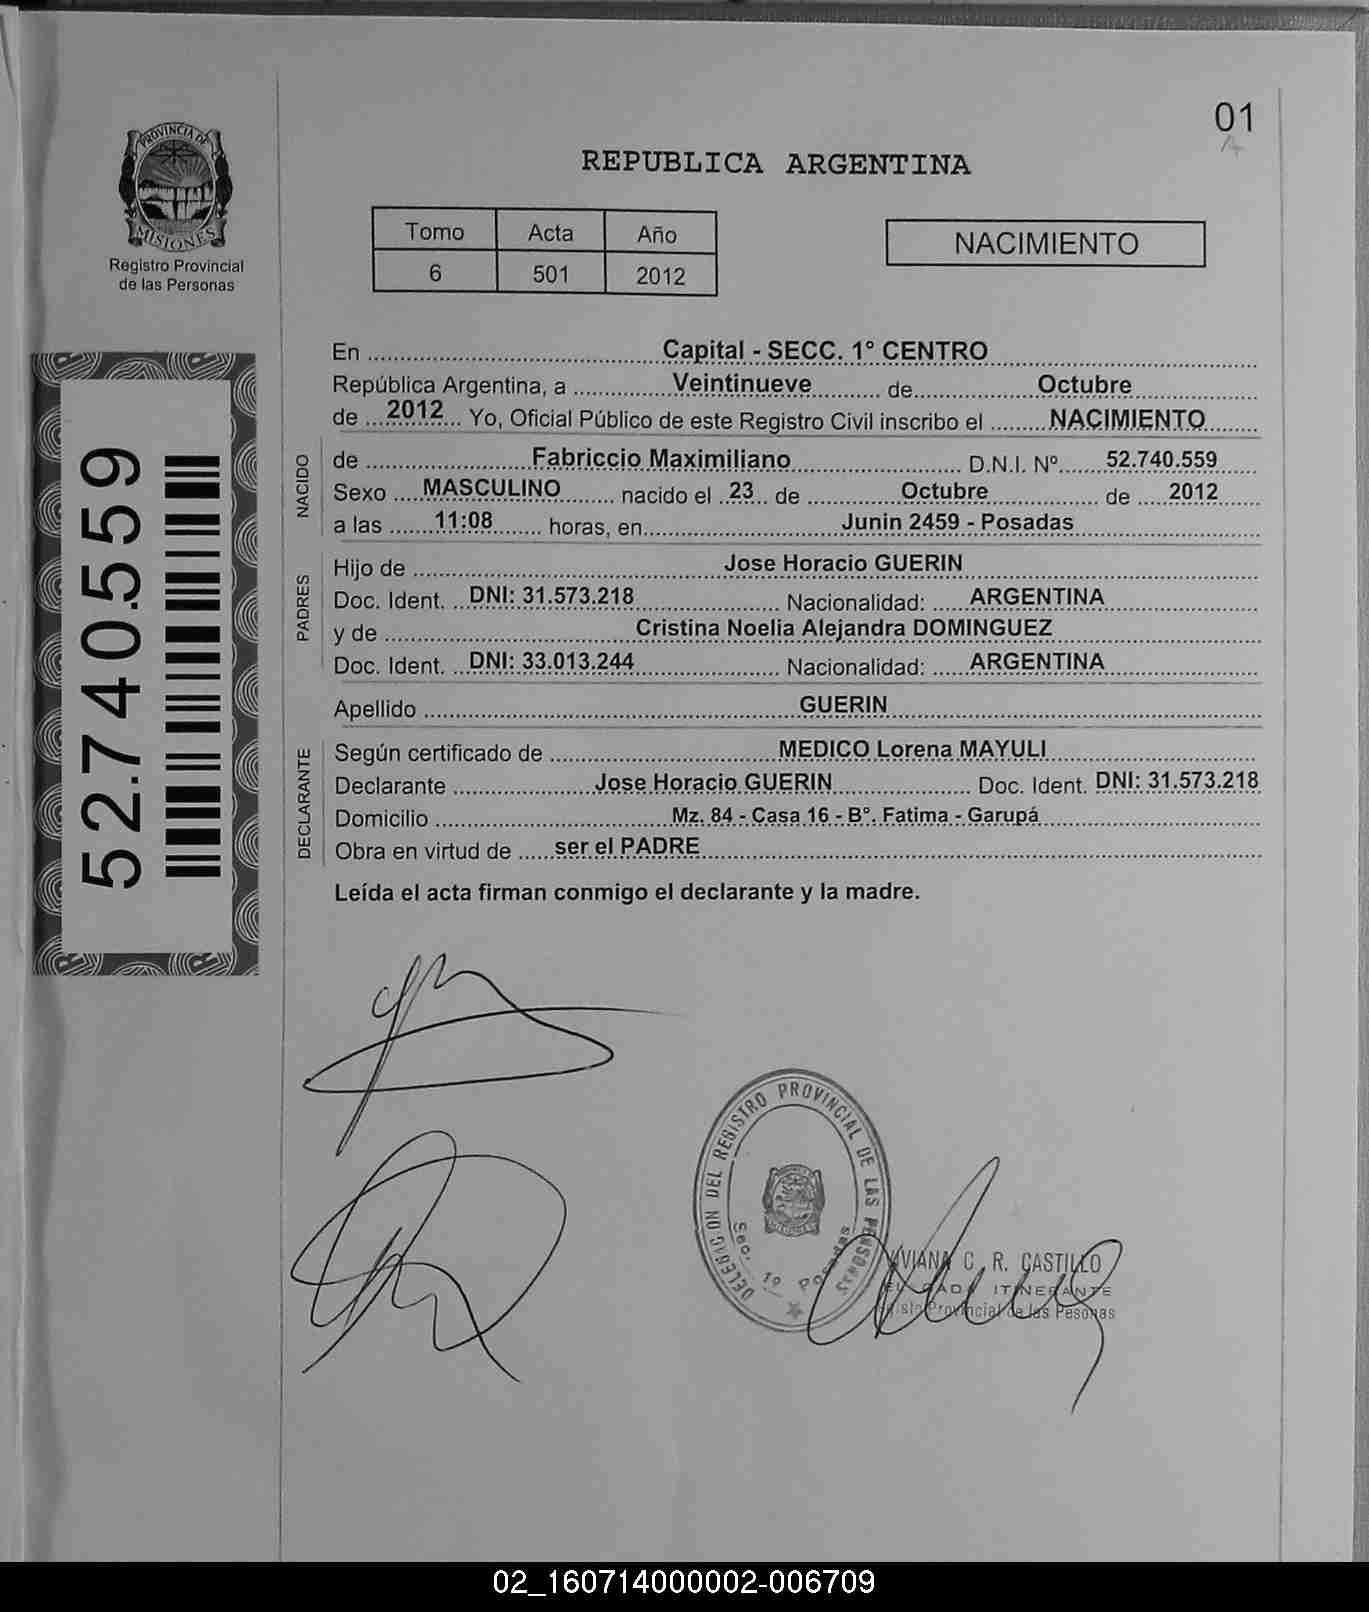 01
PROVINCIA DE
MISIONES
Registro Provincial
de las Personas
REPUBLICA ARGENTINA
Tomo Acta Año
6 501 2012
NACIMIENTO
52.740.559
En Capital - SECC. 1° CENTRO
República Argentina, a Veintinueve de Octubre
de 2012 Yo, Oficial Público de este Registro Civil inscribo el NACIMIENTO
NACIDO
de Fabriccio Maximiliano D.N.I. Nº 52.740.559
Sexo MASCULINO nacido el 23 de Octubre de 2012
a las 11:08 horas, en Junin 2459 - Posadas
PADRES
Hijo de Jose Horacio GUERIN
Doc. Ident. DNI: 31.573.218 Nacionalidad: ARGENTINA
y de Cristina Noelia Alejandra DOMINGUEZ
Doc. Ident. DNI: 33.013.244 Nacionalidad: ARGENTINA
Apellido GUERIN
DECLARANTE
Según certificado de MEDICO Lorena MAYULI
Declarante Jose Horacio GUERIN Doc. Ident. DNI: 31.573.218
Domicilio Mz. 84 - Casa 16 - B°. Fatima - Garupá
Obra en virtud de ser el PADRE
Leída el acta firman conmigo el declarante y la madre.
DELEGACION DEL REGISTRO PROVINCIAL DE LAS PERSONAS
Sec. 1º Posadas
C. R. CASTILLO
ITINERANTE
Provincial de las Pesonas
02_160714000002-006709